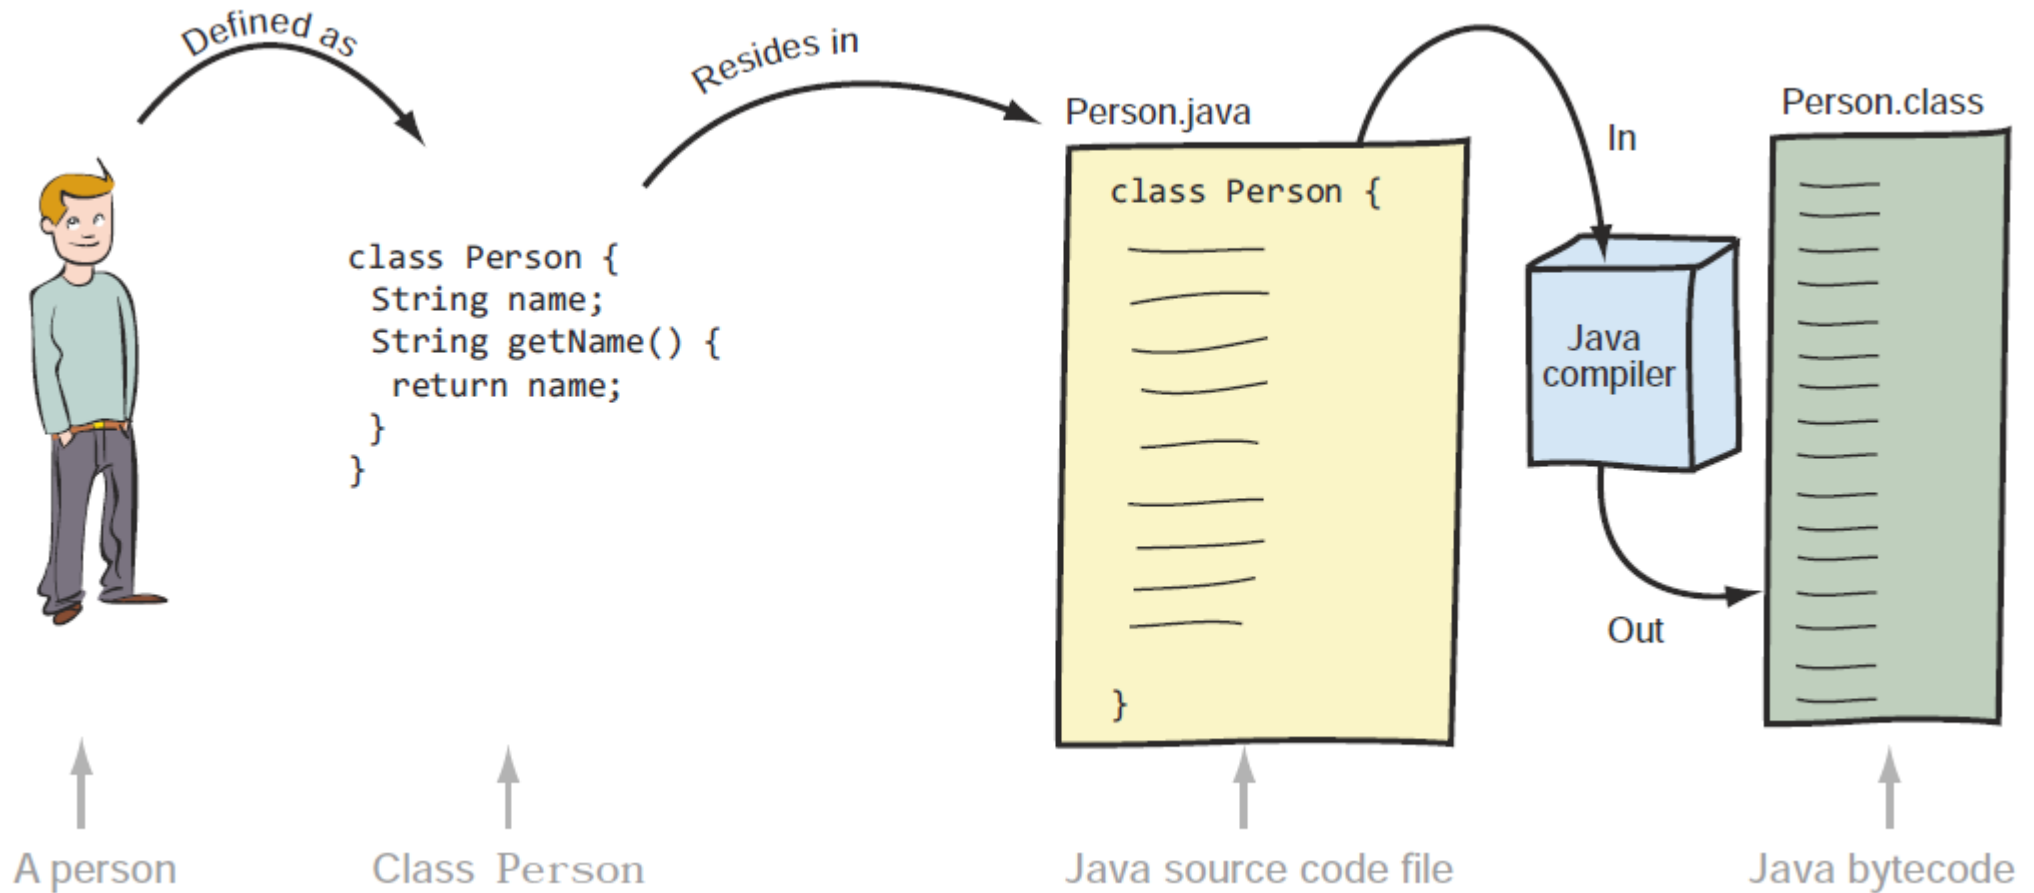 Defined as
Resides in
class Person {
String name;
String getName() {
return name;
}
}
Person.java
class Person {
}
In
Java
compiler
Out
Person.class
A person
Class Person
Java source code file
Java bytecode